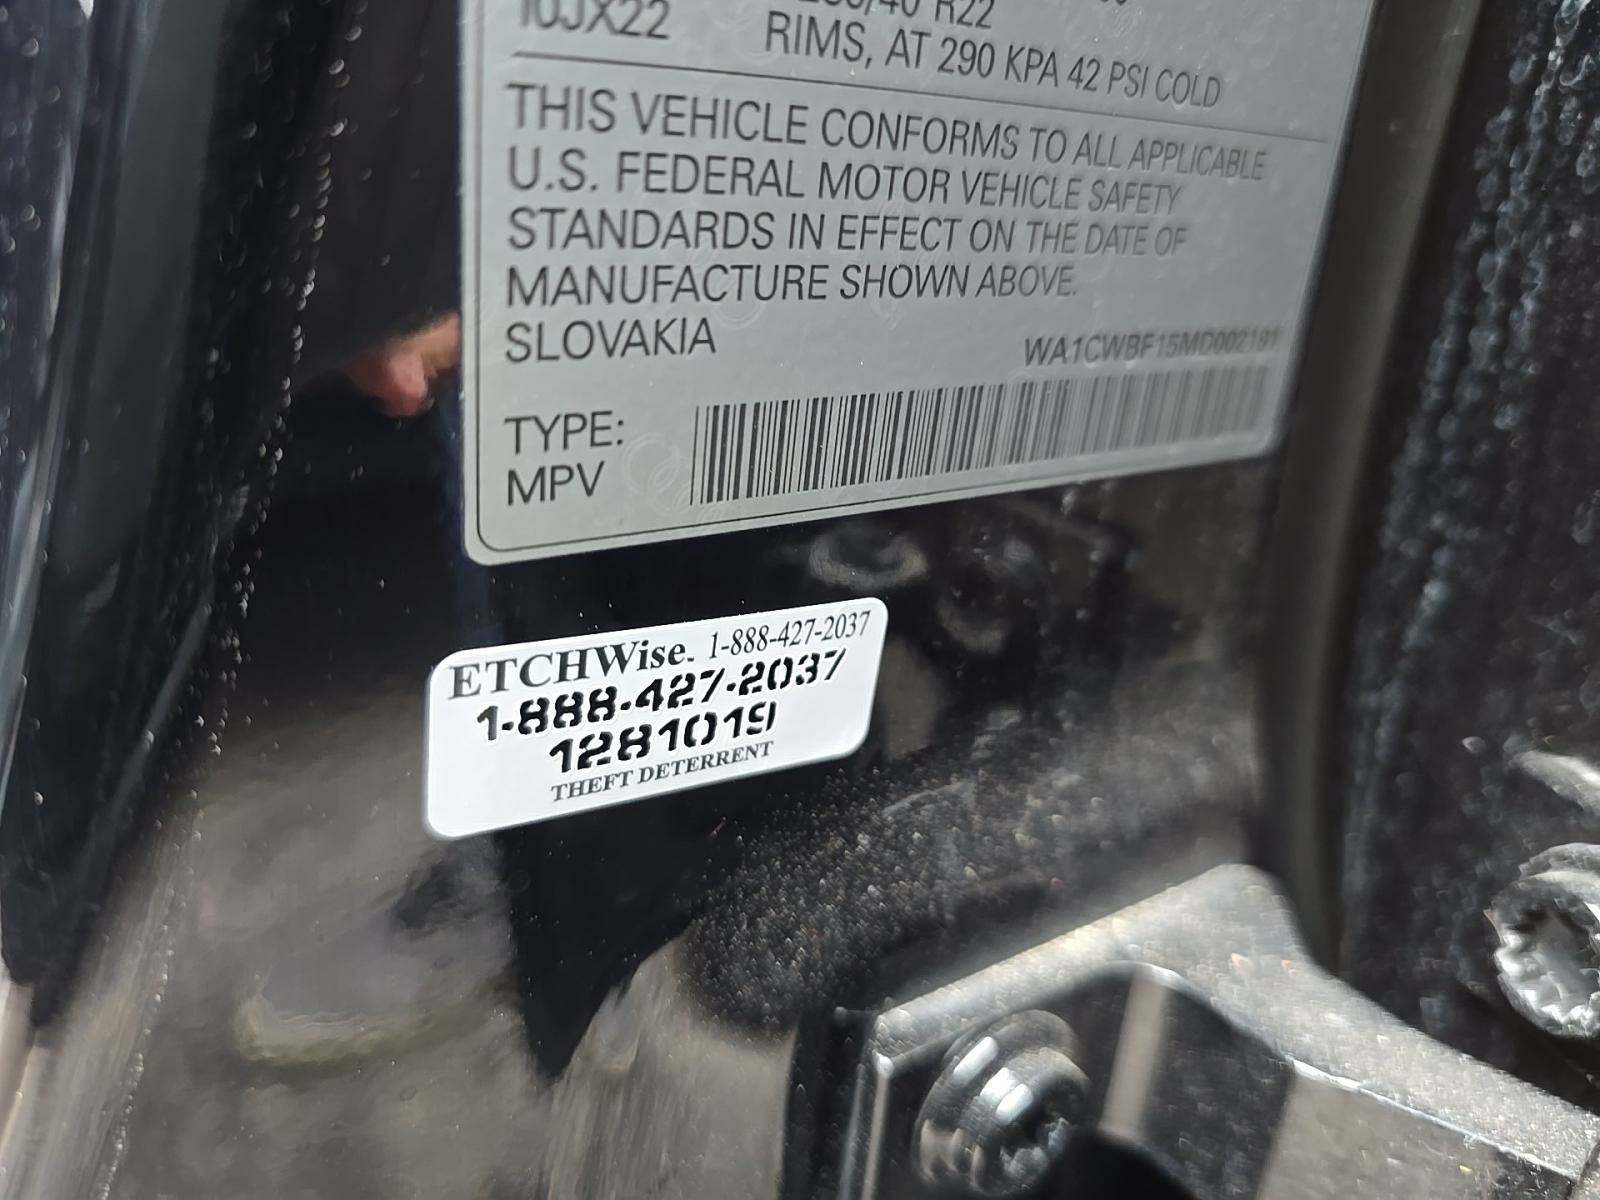 10JX22
R22
RIMS, AT 290 KPA 42 PSI COLD
THIS VEHICLE CONFORMS TO ALL APPLICABLE
U.S. FEDERAL MOTOR VEHICLE SAFETY
STANDARDS IN EFFECT ON THE DATE OF
MANUFACTURE SHOWN ABOVE.
SLOVAKIA
TYPE:
MPV
ETCHWise. 1-888-427-2037
1-888-427-2037
1281019
THEFT DETERRENT